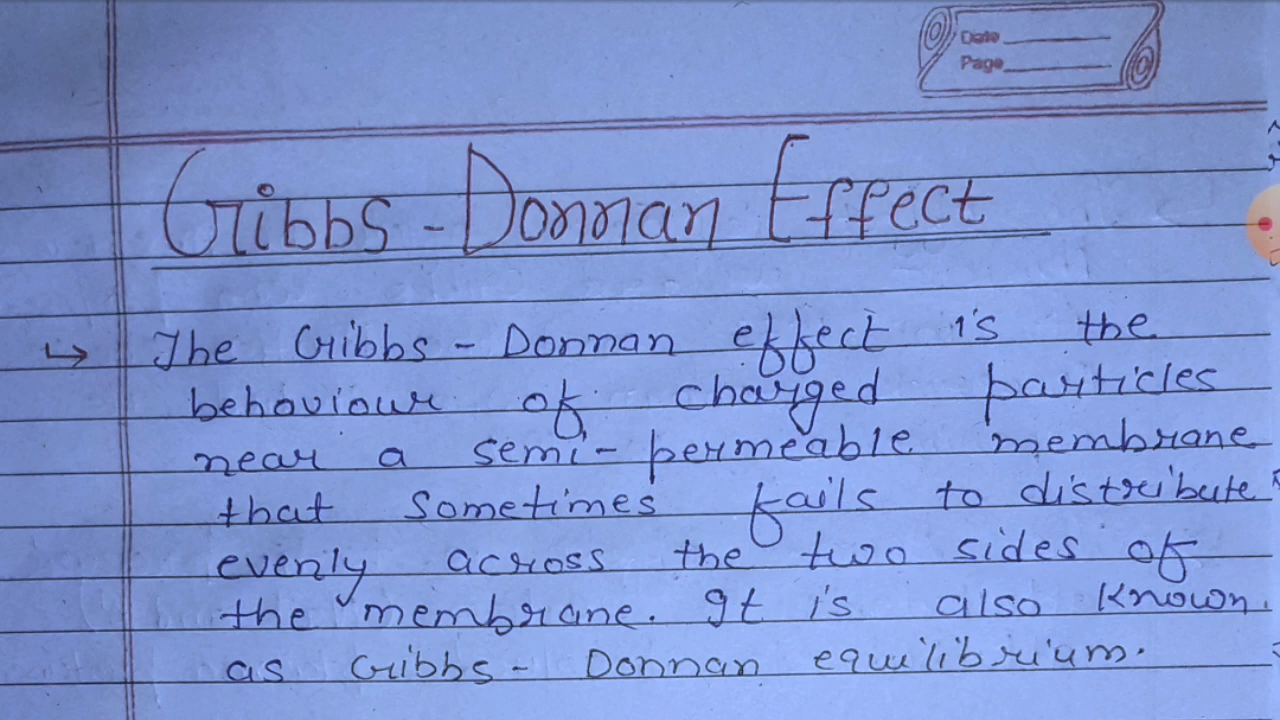 Date
Page
Gibbs - Donnan Effect
↳ The Gibbs - Donnan effect is the
behaviour of charged particles
near a semi-permeable membrane
that sometimes fails to distribute
evenly across the two sides of
the membrane. It is also known
as Gibbs - Donnan equilibrium.